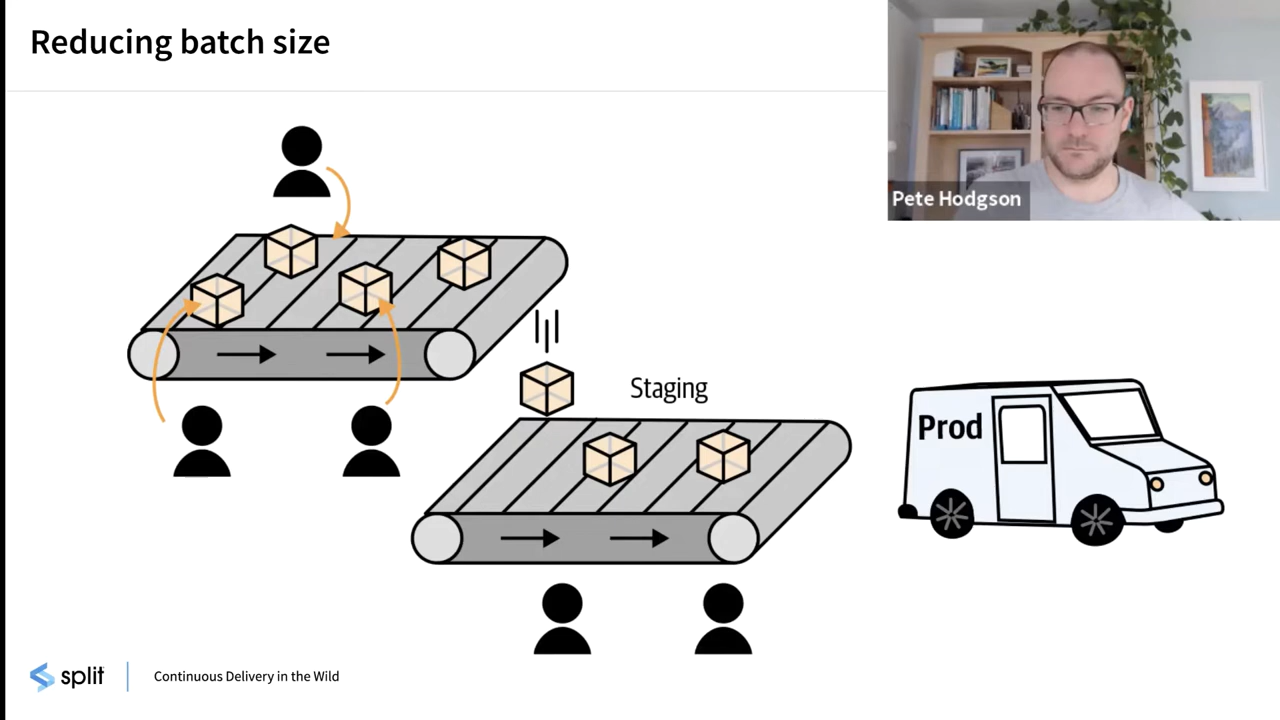 Reducing batch size
Pete Hodgson
Staging
Prod
split
Continuous Delivery in the Wild